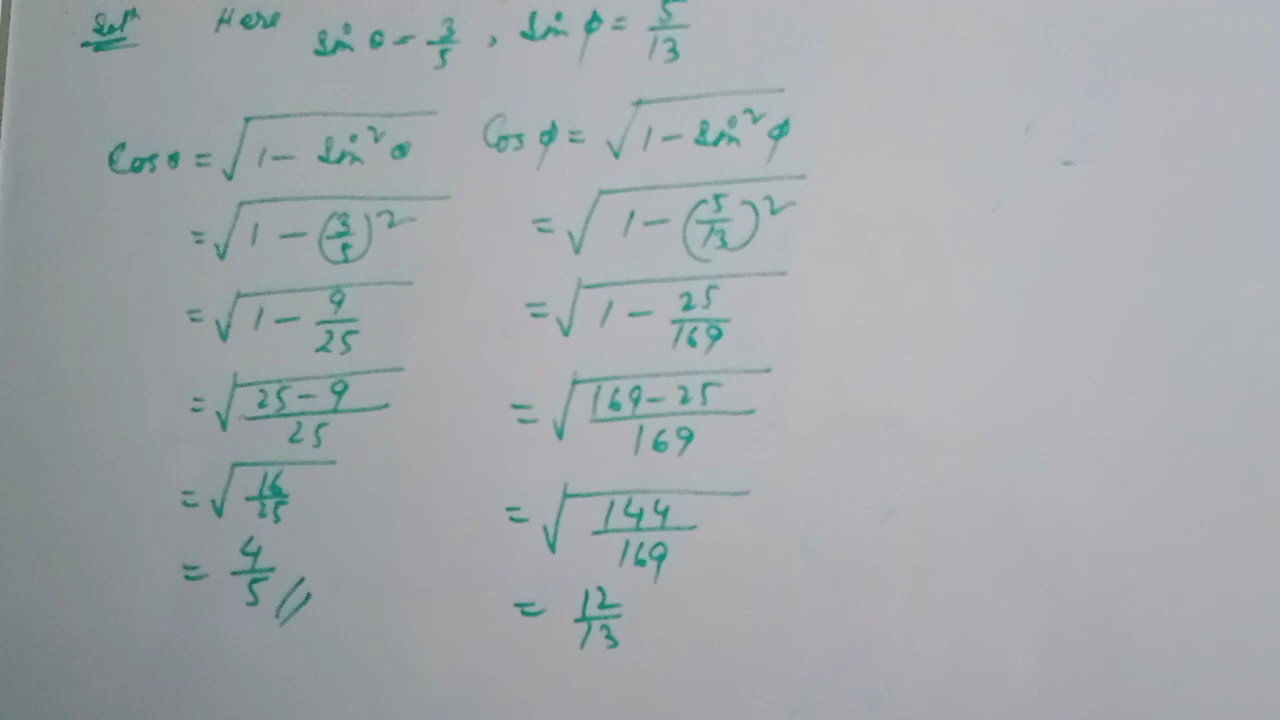 Solⁿ Here sin θ = 3/5, sin φ = 5/13
Cos θ = √(1 - sin² θ)
= √(1 - (3/5)²)
= √(1 - 9/25)
= √((25 - 9)/25)
= √(16/25)
= 4/5 //
Cos φ = √(1 - sin² φ)
= √(1 - (5/13)²)
= √(1 - 25/169)
= √((169 - 25)/169)
= √(144/169)
= 12/13